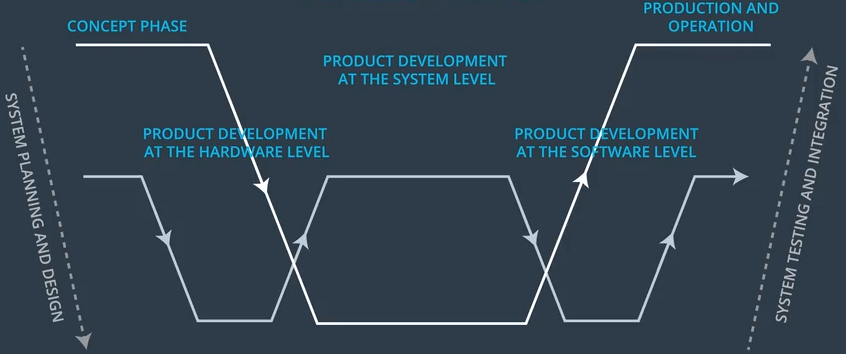 CONCEPT PHASE
PRODUCTION AND
OPERATION
PRODUCT DEVELOPMENT
AT THE SYSTEM LEVEL
PRODUCT DEVELOPMENT
AT THE HARDWARE LEVEL
PRODUCT DEVELOPMENT
AT THE SOFTWARE LEVEL
SYSTEM PLANNING AND DESIGN
SYSTEM TESTING AND INTEGRATION